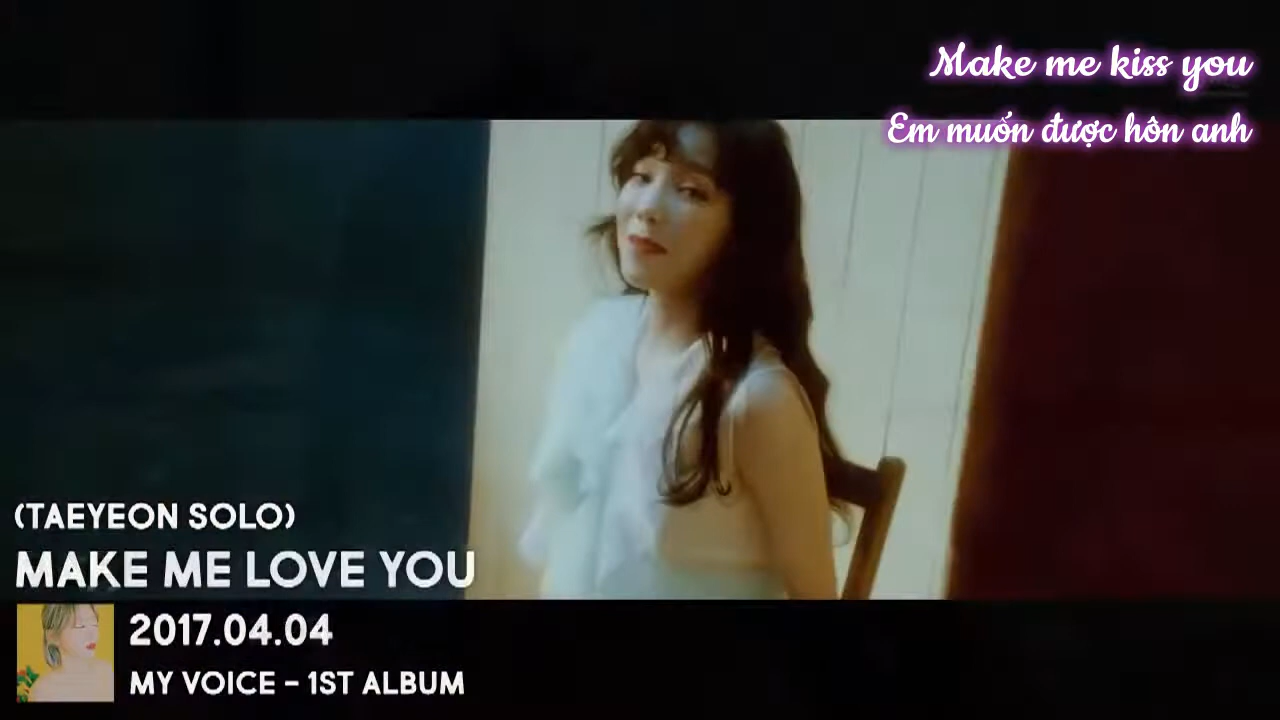 Make me kiss you
Em muốn được hôn anh
(TAEYEON SOLO)
MAKE ME LOVE YOU
2017.04.04
MY VOICE – 1ST ALBUM